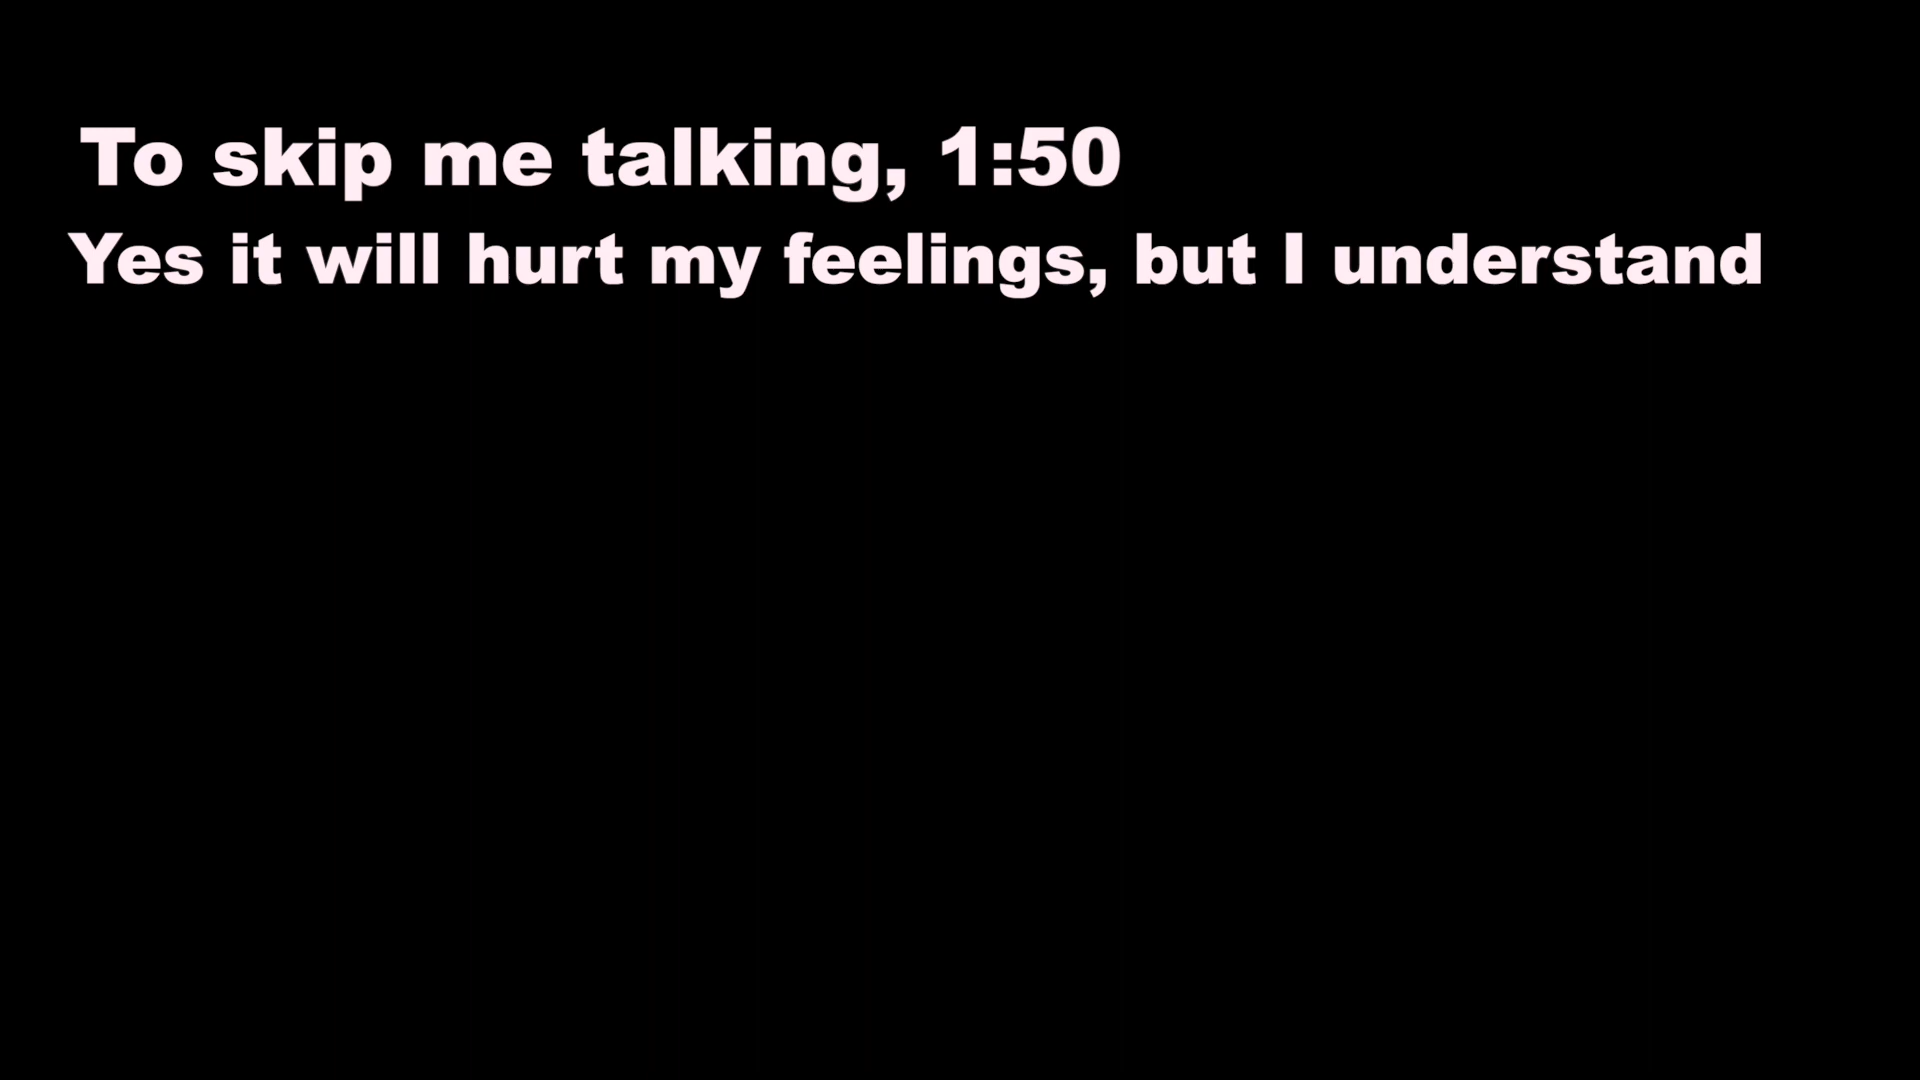 To skip me talking, 1:50
Yes it will hurt my feelings, but I understand